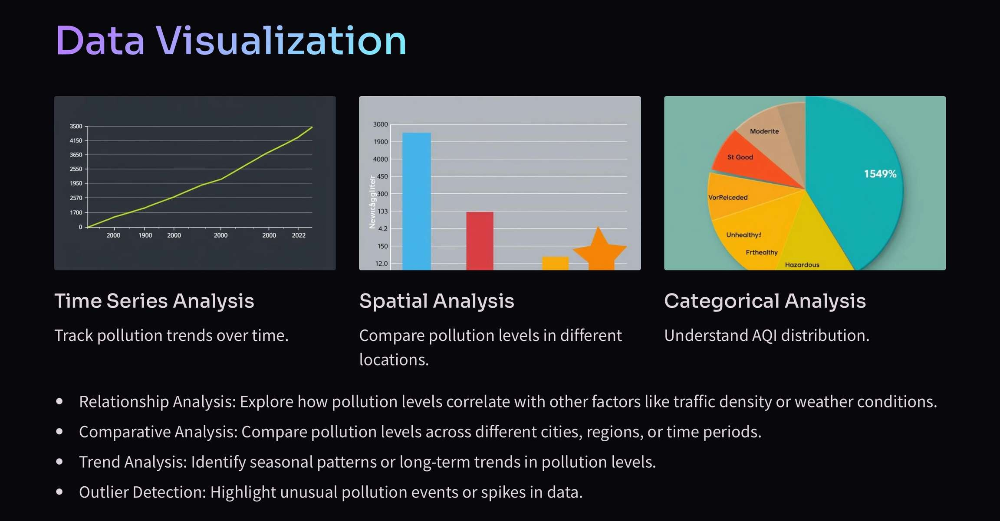 Data Visualization
3500
4150
3650
2550
1950
2570
1700
0
2000 1900 2000 2000 2000 2022
3000
1900
4000
450
300
123
4.2
150
12.0
Moderite
St Good
1549%
Unhealthy!
Frthealthy
Hazardous
Time Series Analysis
Track pollution trends over time.
Spatial Analysis
Compare pollution levels in different
locations.
Categorical Analysis
Understand AQI distribution.
• Relationship Analysis: Explore how pollution levels correlate with other factors like traffic density or weather conditions.
• Comparative Analysis: Compare pollution levels across different cities, regions, or time periods.
• Trend Analysis: Identify seasonal patterns or long-term trends in pollution levels.
• Outlier Detection: Highlight unusual pollution events or spikes in data.